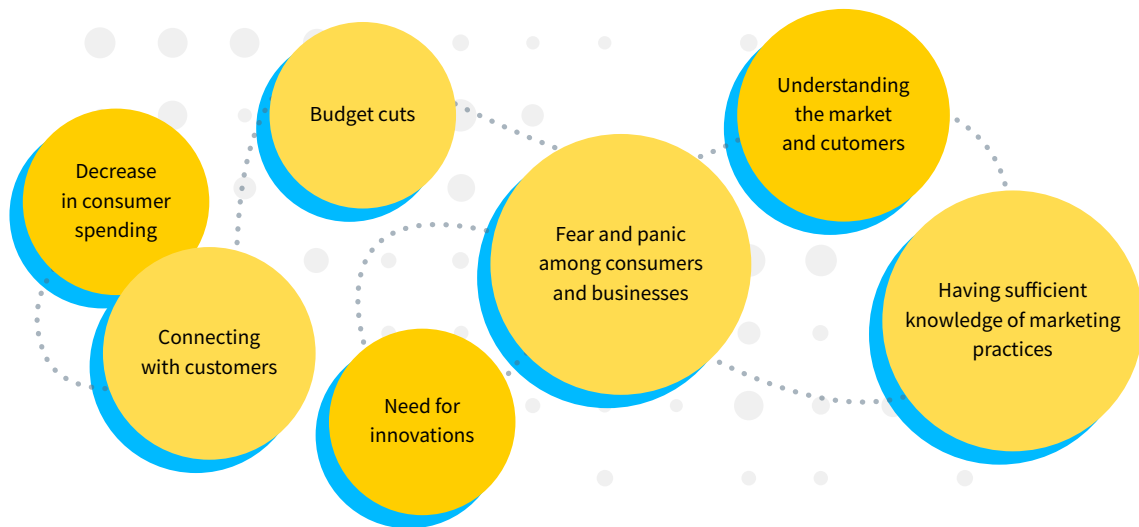 Decrease
in consumer
spending
Connecting
with customers
Budget cuts
Need for
innovations
Fear and panic
among consumers
and businesses
Understanding
the market
and cutomers
Having sufficient
knowledge of marketing
practices